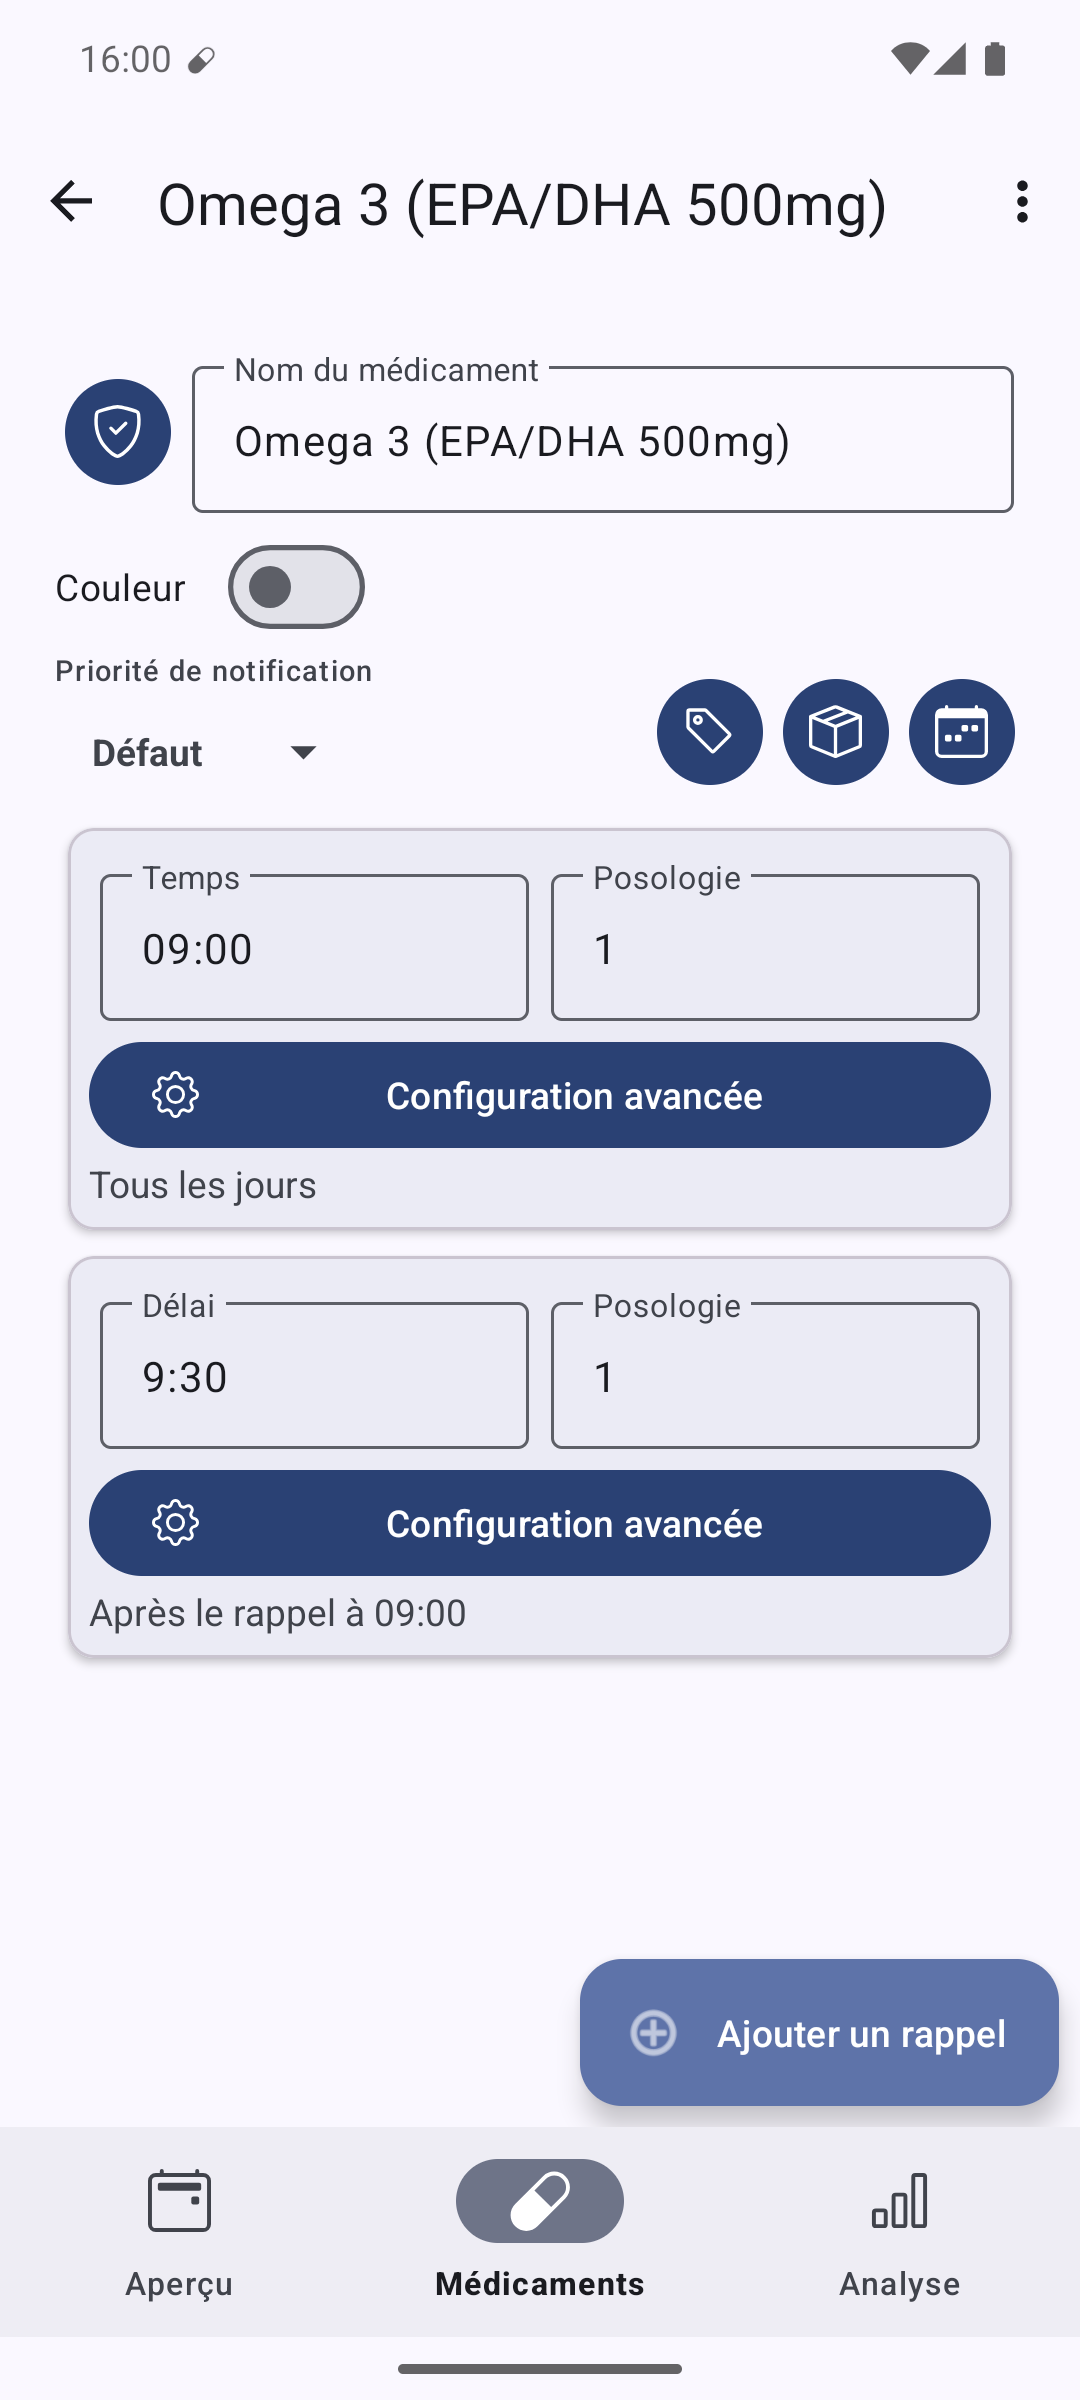 16:00
Omega 3 (EPA/DHA 500mg)
Nom du médicament
Omega 3 (EPA/DHA 500mg)
Couleur
Priorité de notification
Défaut
Temps
Posologie
09:00
1
Configuration avancée
Tous les jours
Délai
Posologie
9:30
1
Configuration avancée
Après le rappel à 09:00
Ajouter un rappel
Aperçu
Médicaments
Analyse